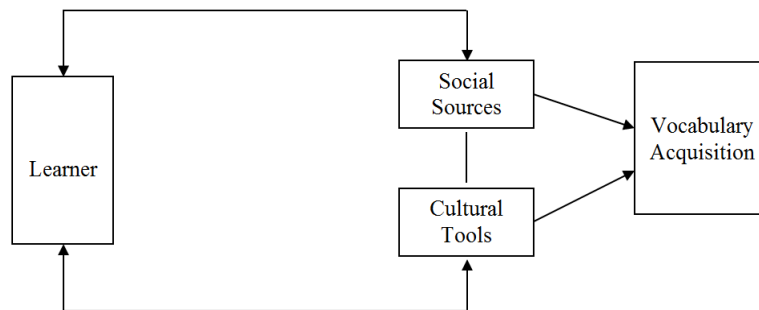 Learner
Social
Sources
Cultural
Tools
Vocabulary
Acquisition